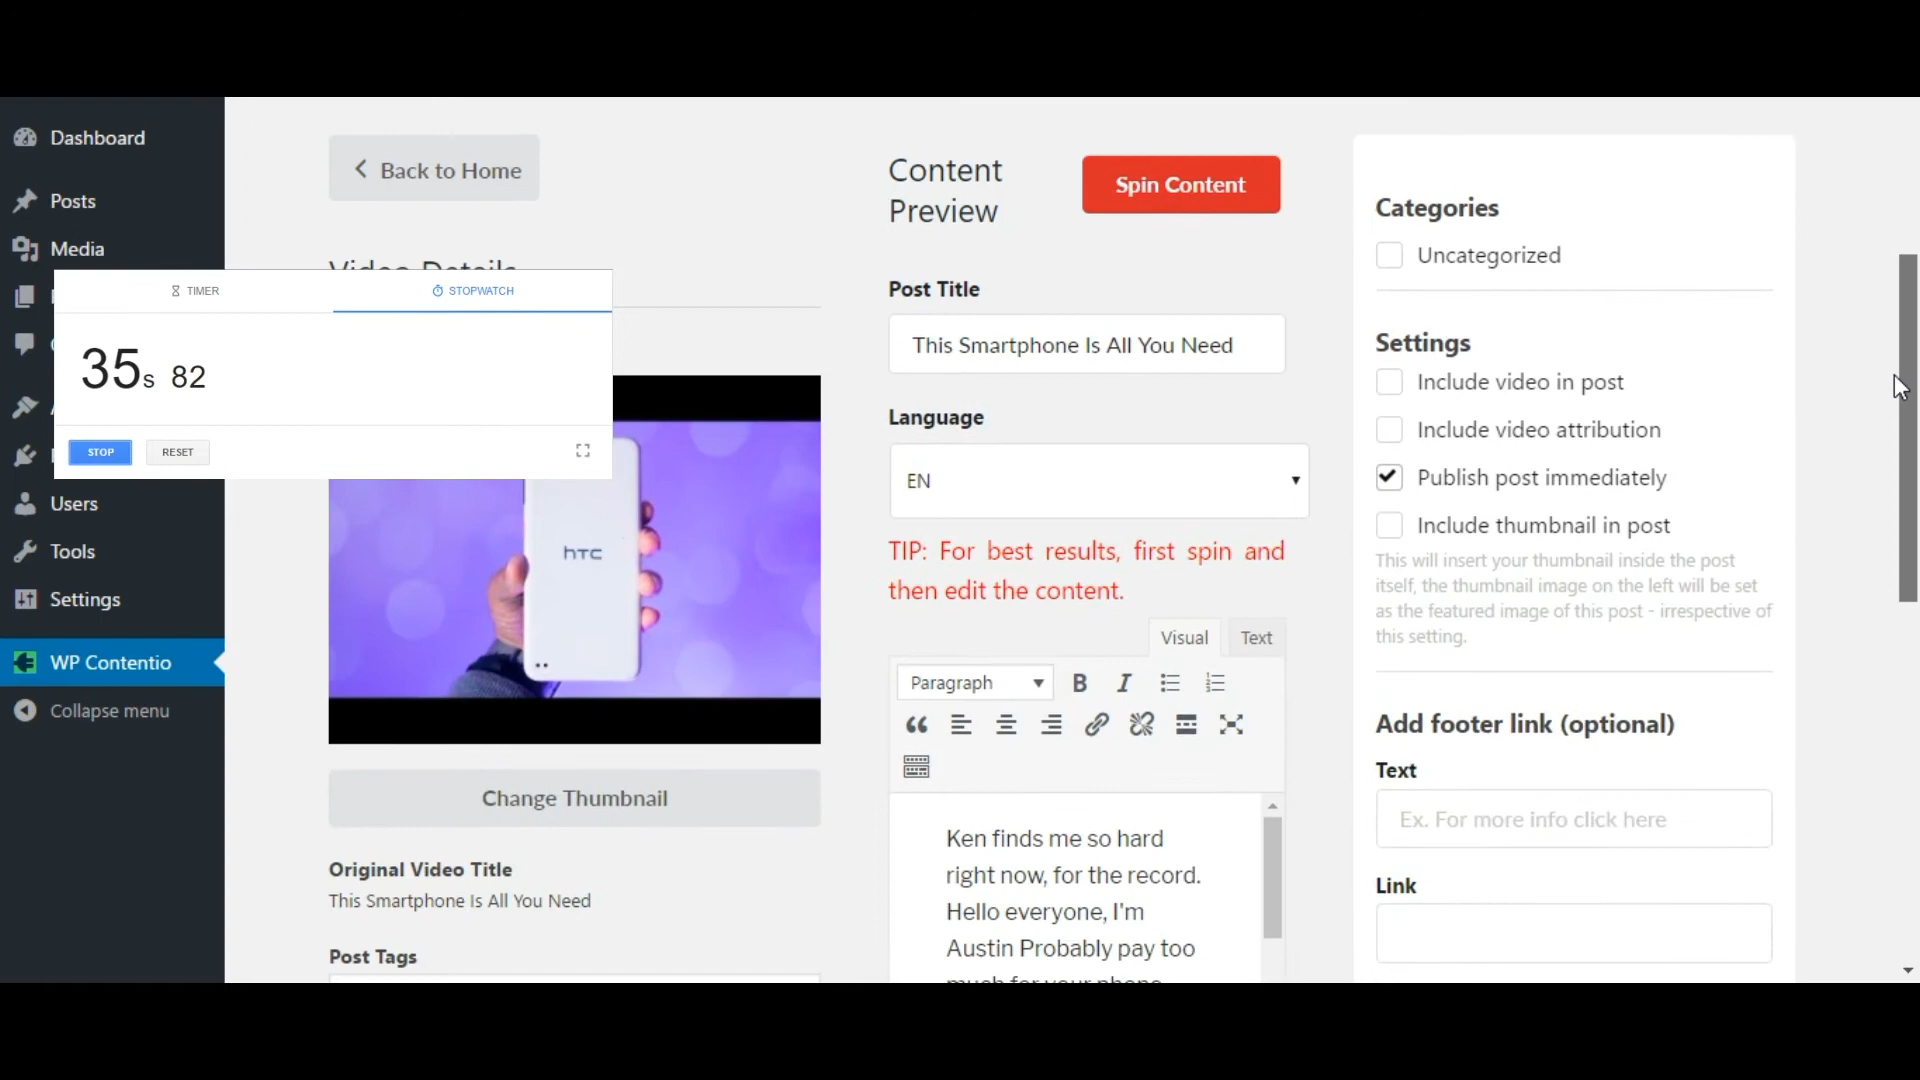 Dashboard
Posts
Media
Users
Tools
Settings
WP Contentio
Collapse menu
TIMER
STOPWATCH
35s 82
STOP
RESET
Back to Home
Video Details
htc
Change Thumbnail
Original Video Title
This Smartphone Is All You Need
Post Tags
Content
Preview
Spin Content
Post Title
This Smartphone Is All You Need
Language
EN
TIP: For best results, first spin and
then edit the content.
Visual
Text
Paragraph
Ken finds me so hard
right now, for the record.
Hello everyone, I'm
Austin Probably pay too
much for your phone
Categories
Uncategorized
Settings
Include video in post
Include video attribution
Publish post immediately
Include thumbnail in post
This will insert your thumbnail inside the post
itself, the thumbnail image on the left will be set
as the featured image of this post - irrespective of
this setting.
Add footer link (optional)
Text
Ex. For more info click here
Link